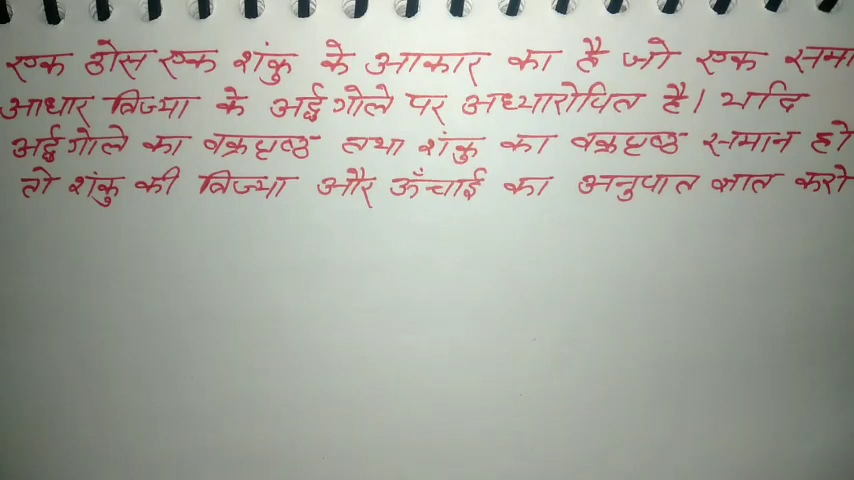 एक ठोस एक शंकु के आकार का है जो एक समा
आधार त्रिज्या के अर्द्धगोले पर अध्यारोपित है। यदि
अर्द्धगोले का वक्रपृष्ठ तथा शंकु का वक्रपृष्ठ समान हो
तो शंकु की त्रिज्या और ऊँचाई का अनुपात ज्ञात करो